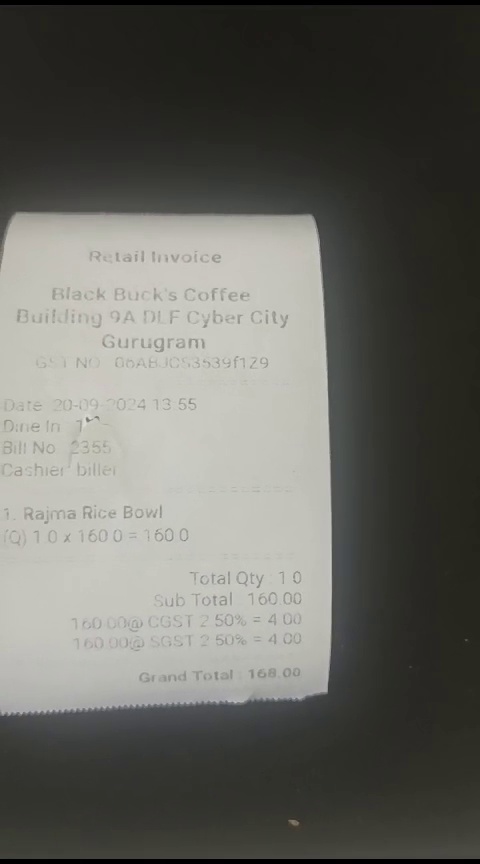 Retail Invoice
Black Buck's Coffee
Building 9A DLF Cyber City
Gurugram
GST NO
Date 20-09-2024 13:55
Dine In
Bill No 2355
Cashier biller
1. Rajma Rice Bowl
(Q) 1.0 x 160.0 = 160.0
Total Qty : 1.0
Sub Total : 160.00
160.00@ CGST 2.50% = 4.00
160.00@ SGST 2.50% = 4.00
Grand Total : 168.00